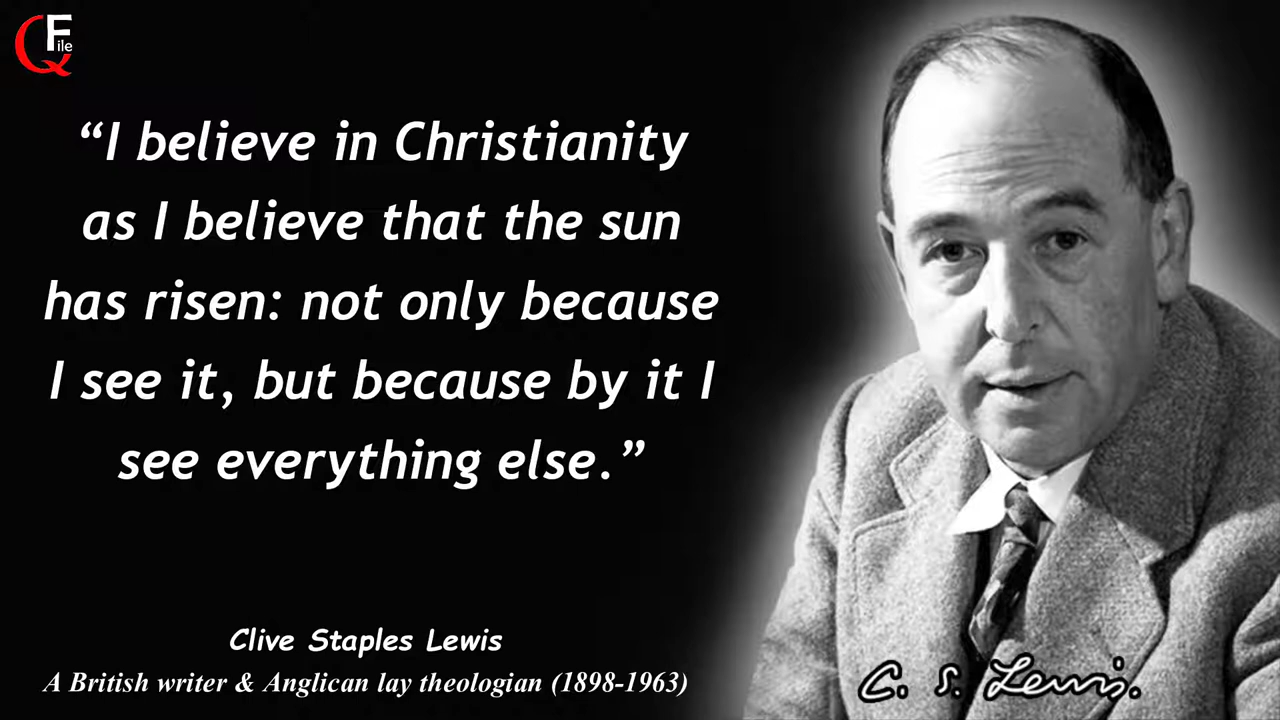 QFile
“I believe in Christianity
as I believe that the sun
has risen: not only because
I see it, but because by it I
see everything else.”
Clive Staples Lewis
A British writer & Anglican lay theologian (1898-1963)
C. S. Lewis.